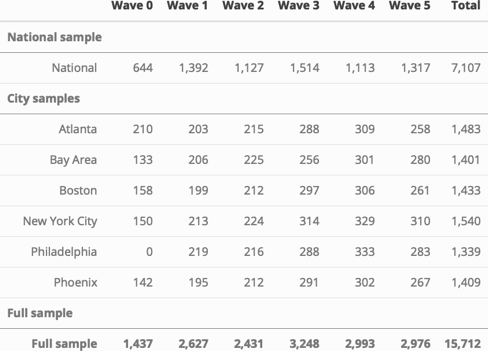 Wave 0 Wave 1 Wave 2 Wave 3 Wave 4 Wave 5 Total
National sample
National 644 1,392 1,127 1,514 1,113 1,317 7,107
City samples
Atlanta 210 203 215 288 309 258 1,483
Bay Area 133 206 225 256 301 280 1,401
Boston 158 199 212 297 306 261 1,433
New York City 150 213 224 314 329 310 1,540
Philadelphia 0 219 216 288 333 283 1,339
Phoenix 142 195 212 291 302 267 1,409
Full sample
Full sample 1,437 2,627 2,431 3,248 2,993 2,976 15,712